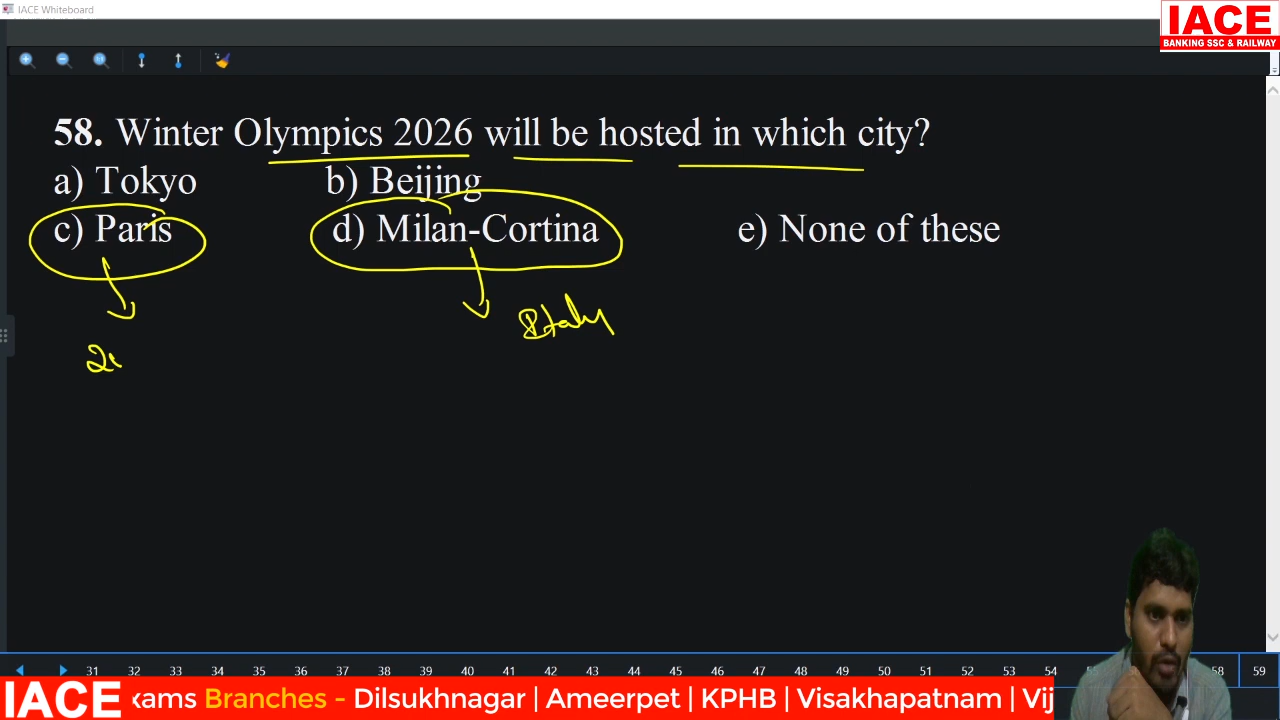 IACE Whiteboard
IACE
BANKING SSC & RAILWAY
58. Winter Olympics 2026 will be hosted in which city?
a) Tokyo b) Beijing
c) Paris d) Milan-Cortina e) None of these
Italy
31 32 33 34 35 36 37 38 39 40 41 42 43 44 45 46 47 48 49 50 51 52 53 54 58 59
IACE xams Branches - Dilsukhnagar | Ameerpet | KPHB | Visakhapatnam | Vij